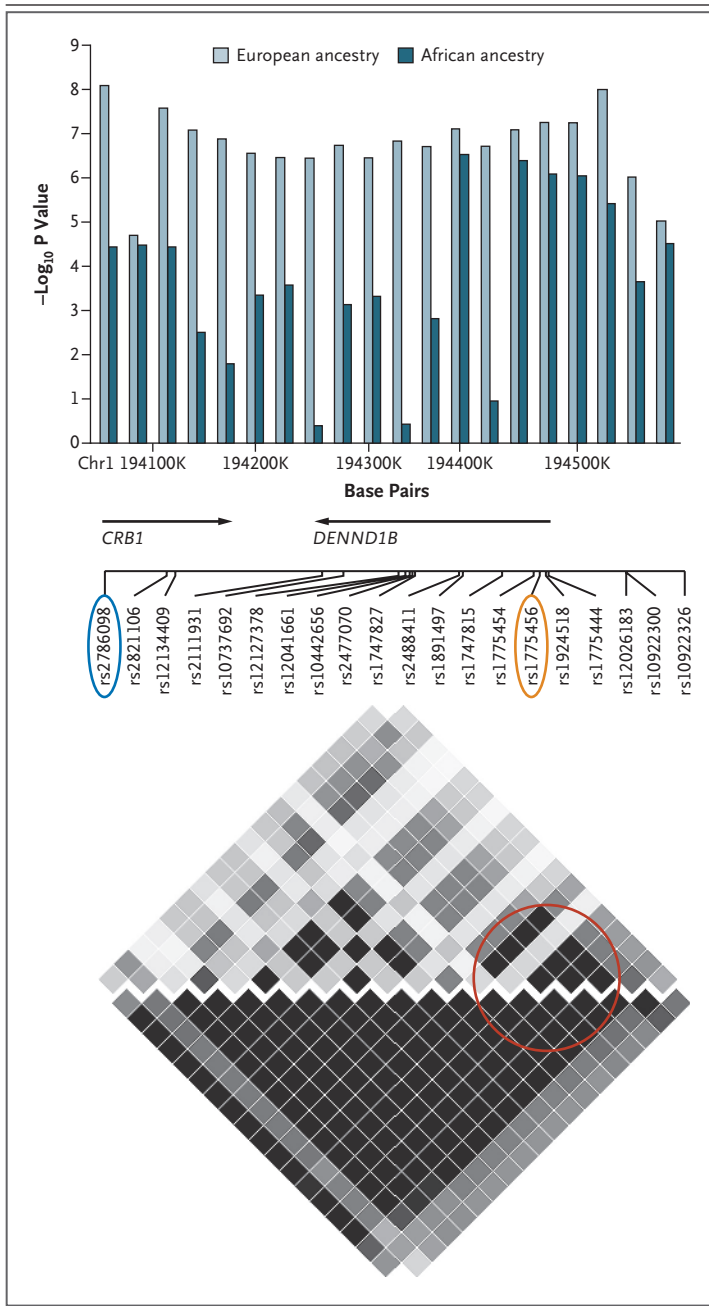 European ancestry African ancestry
9
8
7
6
5
4
3
2
1
0
–Log10 P Value
Chr1 194100K 194200K 194300K 194400K 194500K
Base Pairs
CRB1 DENND1B
rs2786098
rs2821106
rs12134409
rs2111931
rs10737692
rs12127378
rs12041661
rs10442656
rs2477070
rs1747827
rs2488411
rs1891497
rs1747815
rs1775454
rs1775456
rs1924518
rs1775444
rs12026183
rs10922300
rs10922326